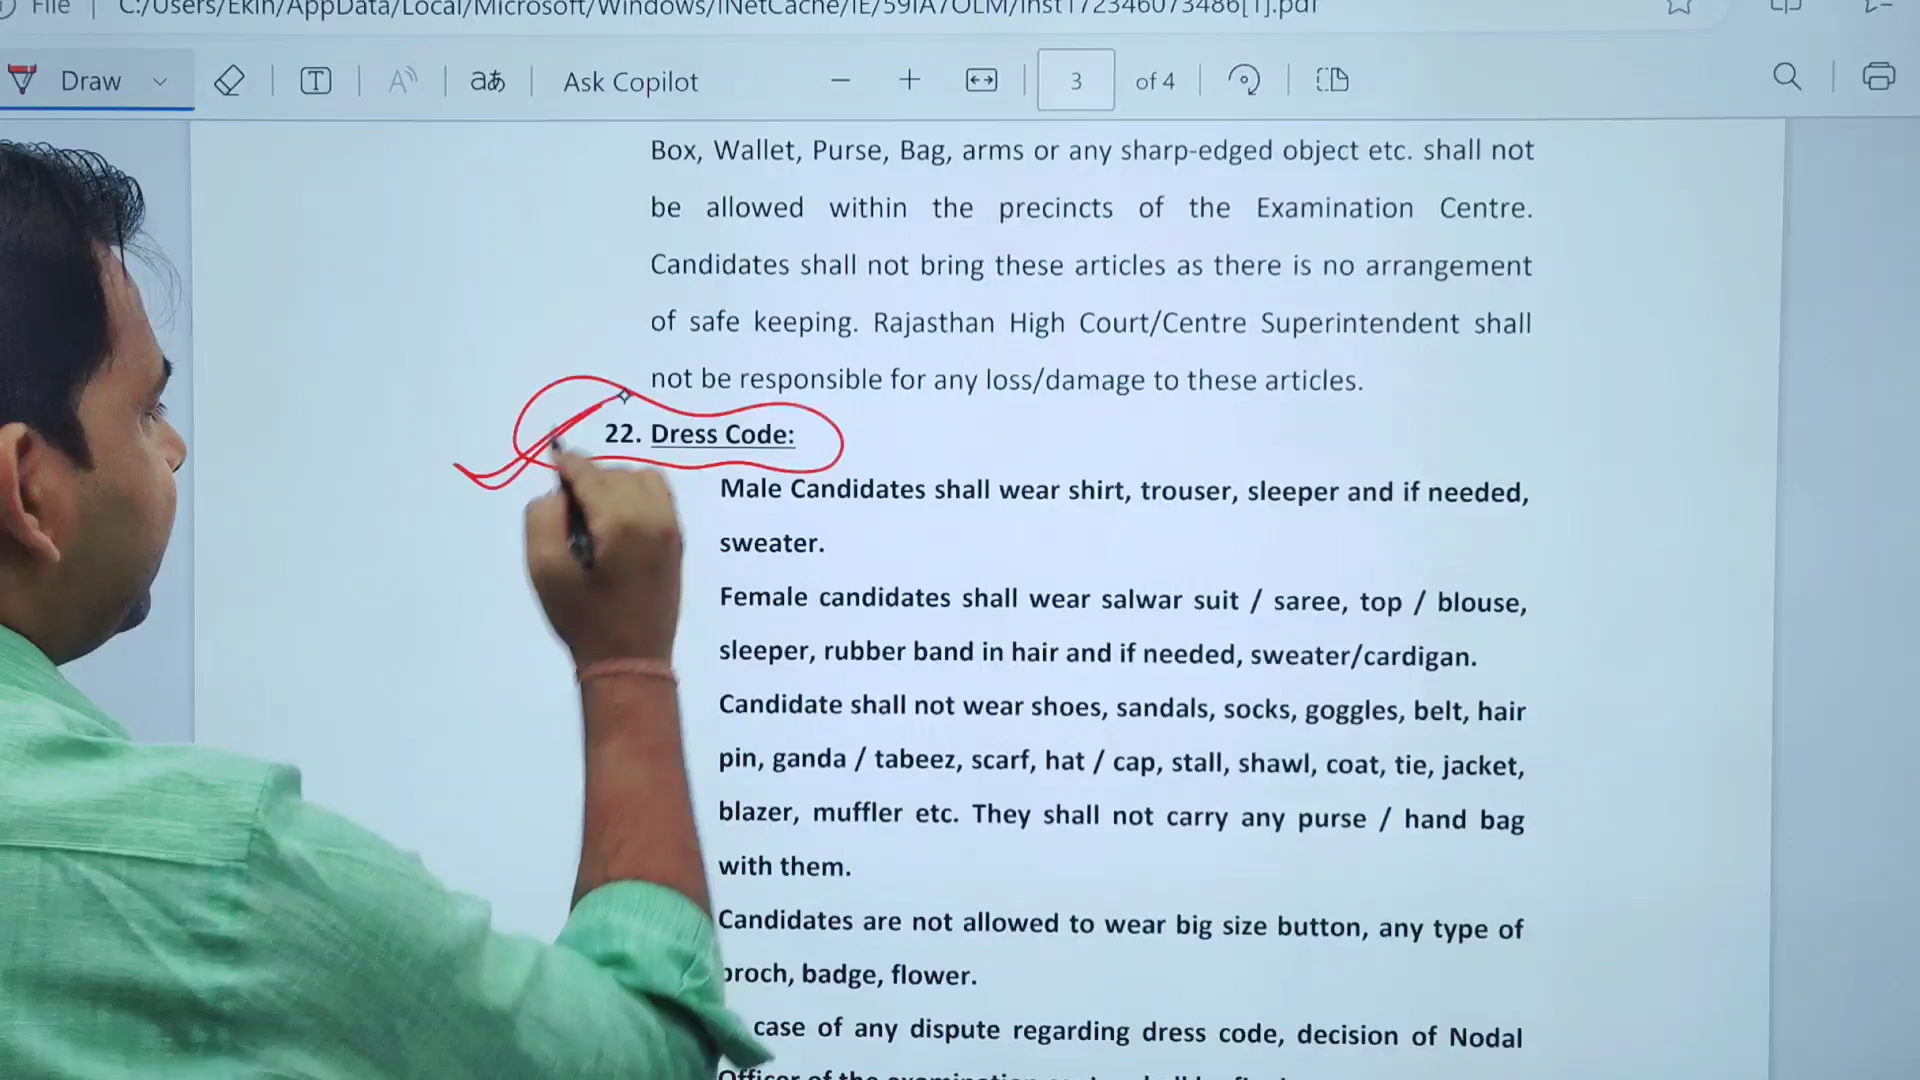 File
C:/Users/Ekin/AppData/Local/Microsoft/Windows/INetCache/IE/59IA7OLM/inst172346073486[1].pdf
Draw
T
A
aあ
Ask Copilot
3
of 4
Box, Wallet, Purse, Bag, arms or any sharp-edged object etc. shall not
be allowed within the precincts of the Examination Centre.
Candidates shall not bring these articles as there is no arrangement
of safe keeping. Rajasthan High Court/Centre Superintendent shall
not be responsible for any loss/damage to these articles.
22. Dress Code:
Male Candidates shall wear shirt, trouser, sleeper and if needed,
sweater.
Female candidates shall wear salwar suit / saree, top / blouse,
sleeper, rubber band in hair and if needed, sweater/cardigan.
Candidate shall not wear shoes, sandals, socks, goggles, belt, hair
pin, ganda / tabeez, scarf, hat / cap, stall, shawl, coat, tie, jacket,
blazer, muffler etc. They shall not carry any purse / hand bag
with them.
Candidates are not allowed to wear big size button, any type of
broch, badge, flower.
case of any dispute regarding dress code, decision of Nodal
Officer of the